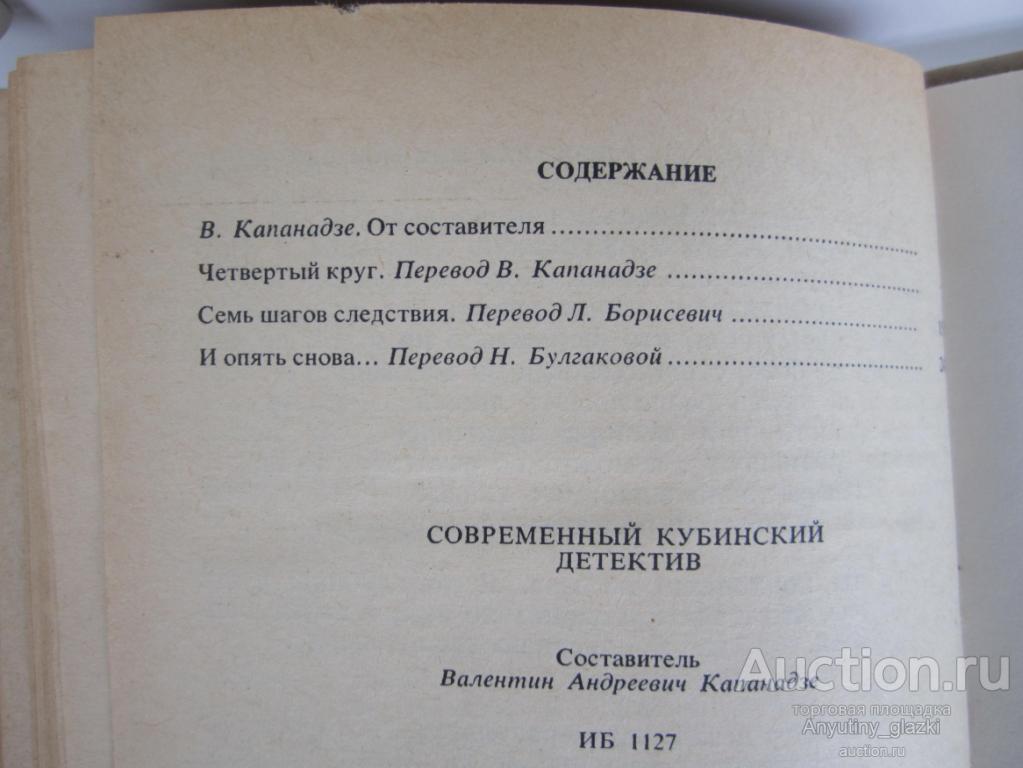 СОДЕРЖАНИЕ
В. Капанадзе. От составителя ........................................
Четвертый круг. Перевод В. Капанадзе ............................
Семь шагов следствия. Перевод Л. Борисевич .....................
И опять снова... Перевод Н. Булгаковой ............................
СОВРЕМЕННЫЙ КУБИНСКИЙ
ДЕТЕКТИВ
Составитель
Валентин Андреевич Капанадзе
ИБ 1127
Auction.ru
торговая площадка
Anyutiny_glazki
auction.ru